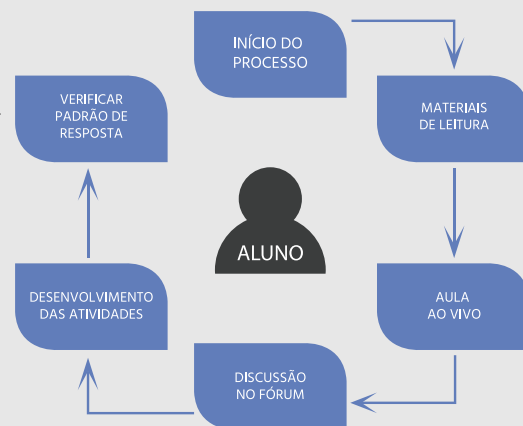 INÍCIO DO
PROCESSO
MATERIAIS
DE LEITURA
AULA
AO VIVO
DISCUSSÃO
NO FÓRUM
DESENVOLVIMENTO
DAS ATIVIDADES
VERIFICAR
PADRÃO DE
RESPOSTA
ALUNO